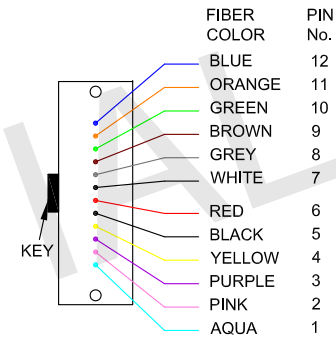 FIBER PIN
COLOR No.
BLUE 12
ORANGE 11
GREEN 10
BROWN 9
GREY 8
WHITE 7
RED 6
BLACK 5
KEY
YELLOW 4
PURPLE 3
PINK 2
AQUA 1